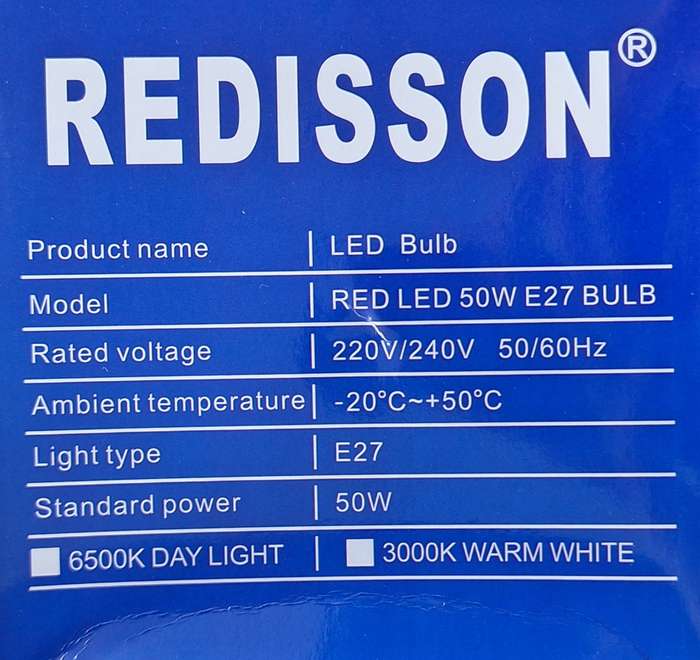 REDISSON®
Product name | LED Bulb
Model | RED LED 50W E27 BULB
Rated voltage | 220V/240V 50/60Hz
Ambient temperature | -20°C~+50°C
Light type | E27
Standard power | 50W
6500K DAY LIGHT | 3000K WARM WHITE